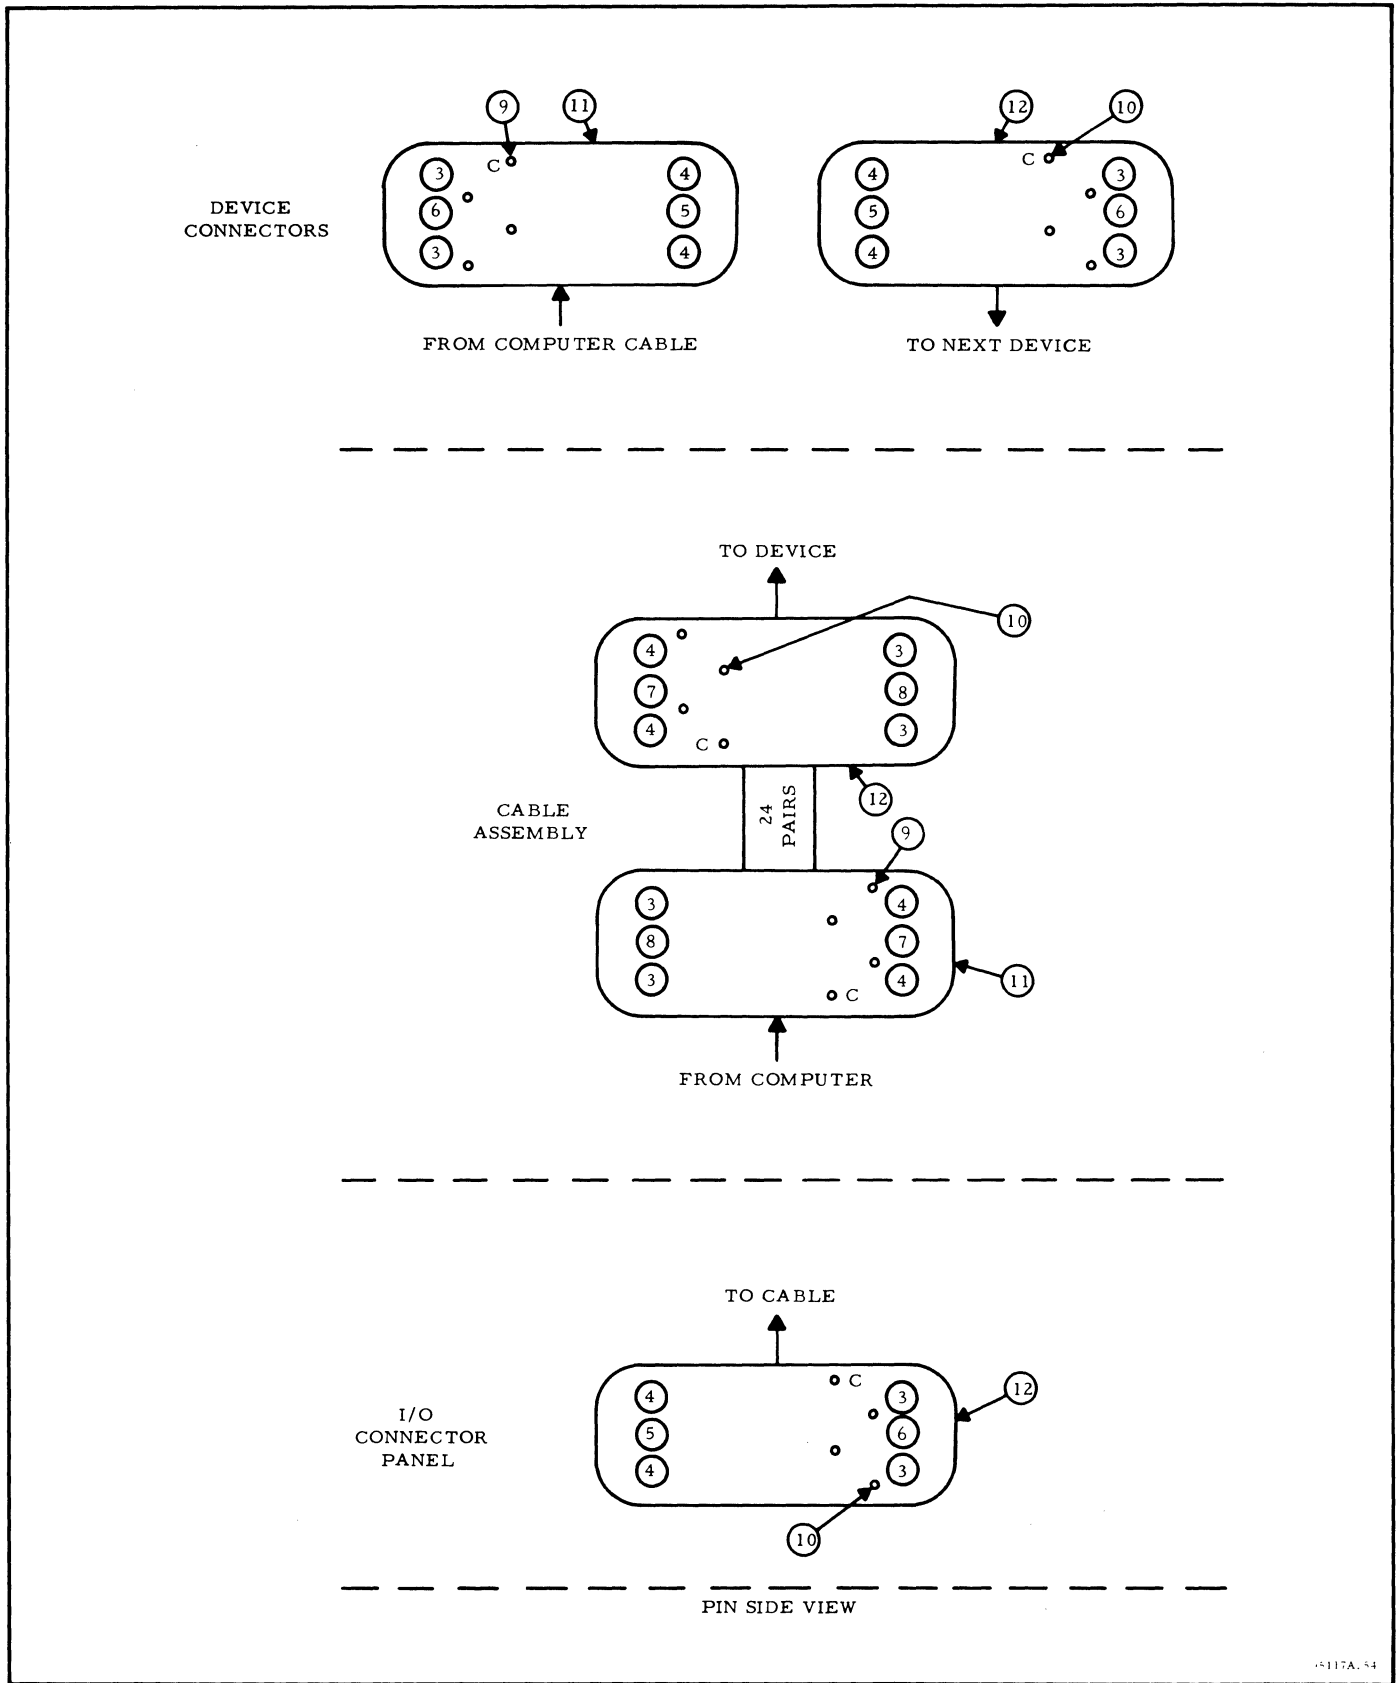 9
11
12
10
C
C
3
4
4
3
6
5
5
6
3
4
4
3
DEVICE
CONNECTORS
FROM COMPUTER CABLE
TO NEXT DEVICE
TO DEVICE
10
4
3
7
8
4
3
C
12
24
PAIRS
CABLE
ASSEMBLY
9
3
4
8
7
3
4
C
11
FROM COMPUTER
TO CABLE
C
12
4
3
5
6
4
3
I/O
CONNECTOR
PANEL
10
PIN SIDE VIEW